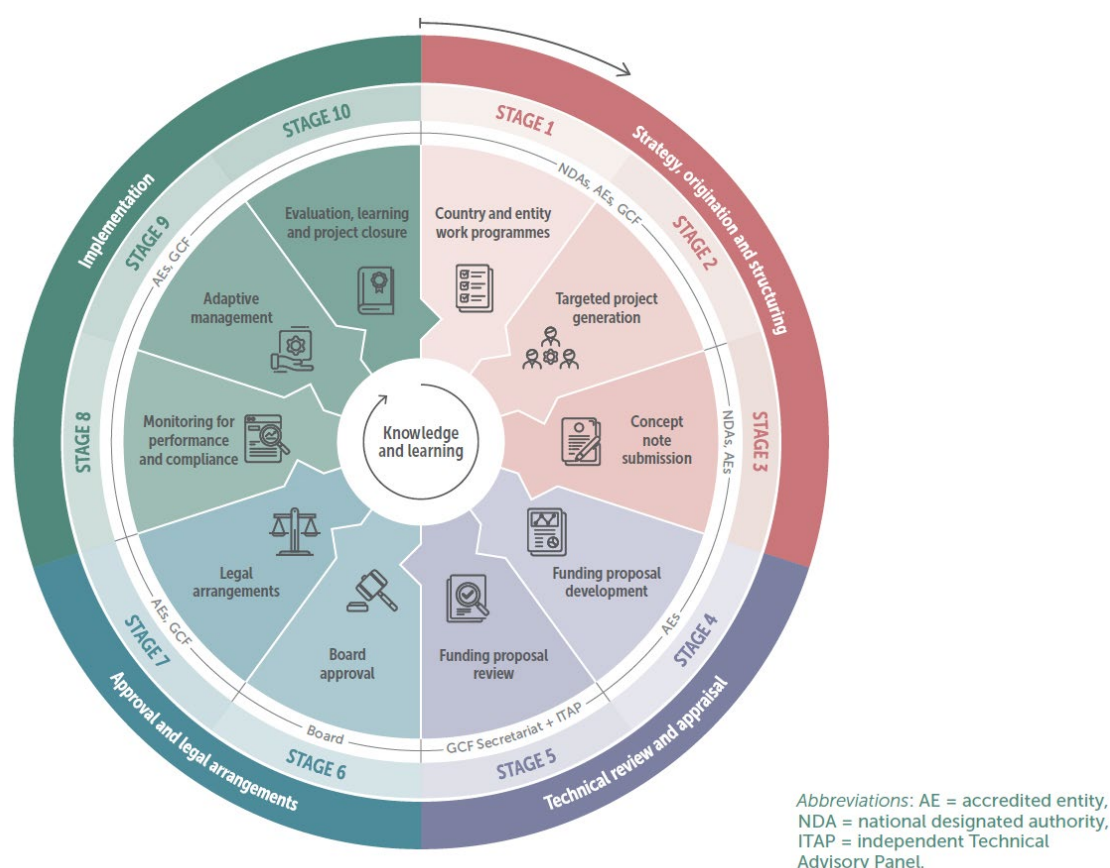 STAGE 1
STAGE 2
STAGE 3
STAGE 4
STAGE 5
STAGE 6
STAGE 7
STAGE 8
STAGE 9
STAGE 10
Strategy, origination and structuring
Technical review and appraisal
Approval and legal arrangements
Implementation
NDAs, AEs, GCF
NDAs, AEs
AEs
GCF Secretariat + ITAP
Board
AEs, GCF
AEs, GCF
Country and entity
work programmes
Targeted project
generation
Concept
note
submission
Funding proposal
development
Funding proposal
review
Board
approval
Legal
arrangements
Monitoring for
performance
and compliance
Adaptive
management
Evaluation, learning
and project closure
Knowledge
and learning
Abbreviations: AE = accredited entity,
NDA = national designated authority,
ITAP = independent Technical
Advisory Panel.